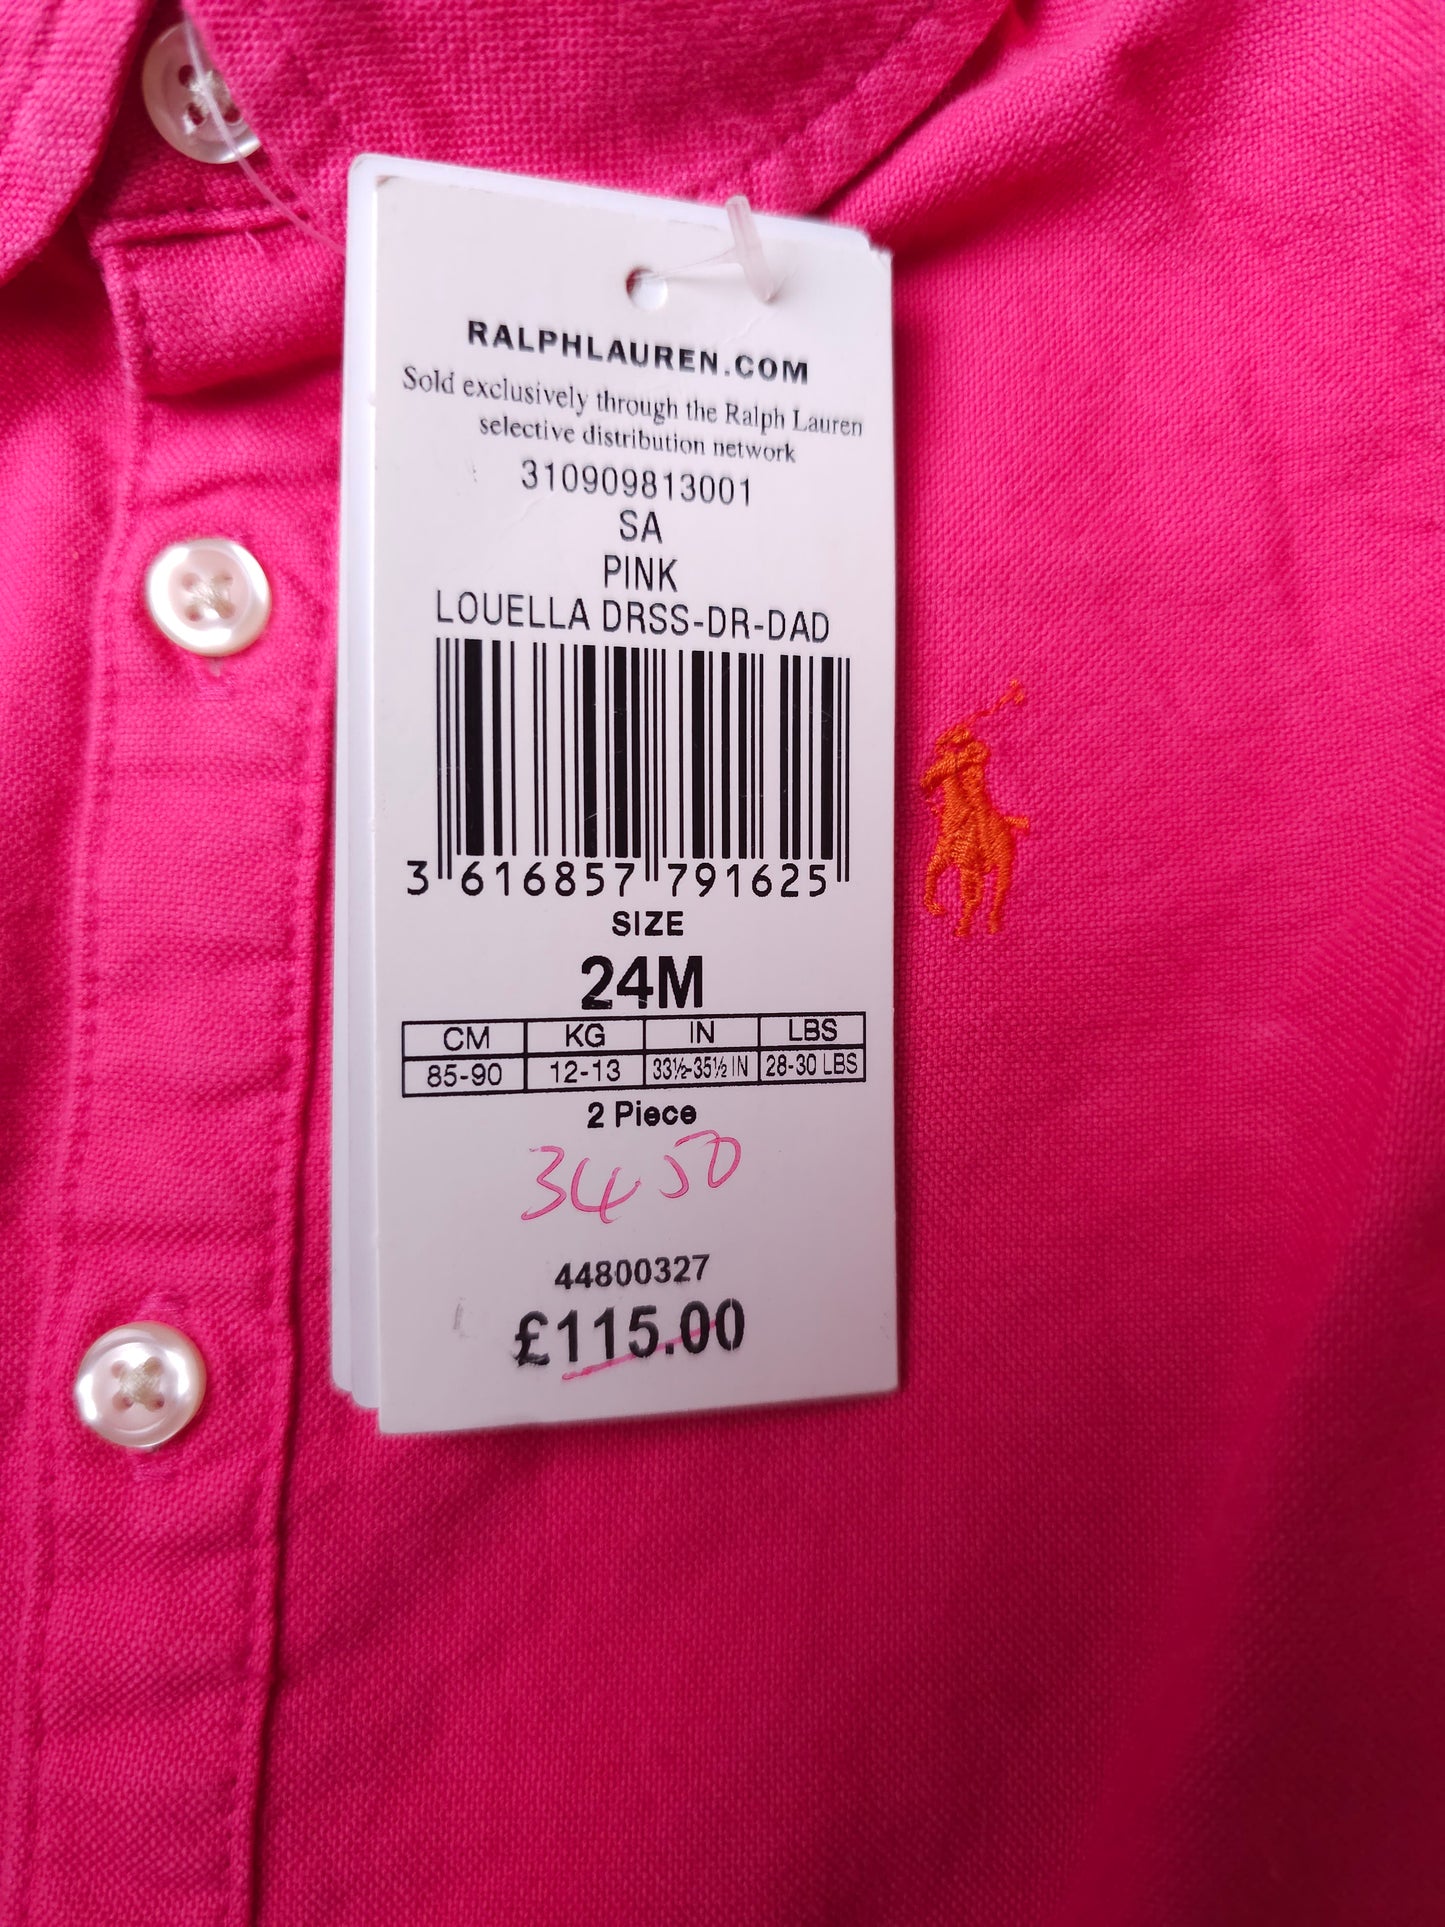 RALPHLAUREN.COM
Sold exclusively through the Ralph Lauren
selective distribution network
310909813001
SA
PINK
LOUELLA DRSS-DR-DAD
3 616857 791625
SIZE
24M
CM KG IN LBS
85-90 12-13 33½-35½ IN 28-30 LBS
2 Piece
34 50
44800327
£115.00